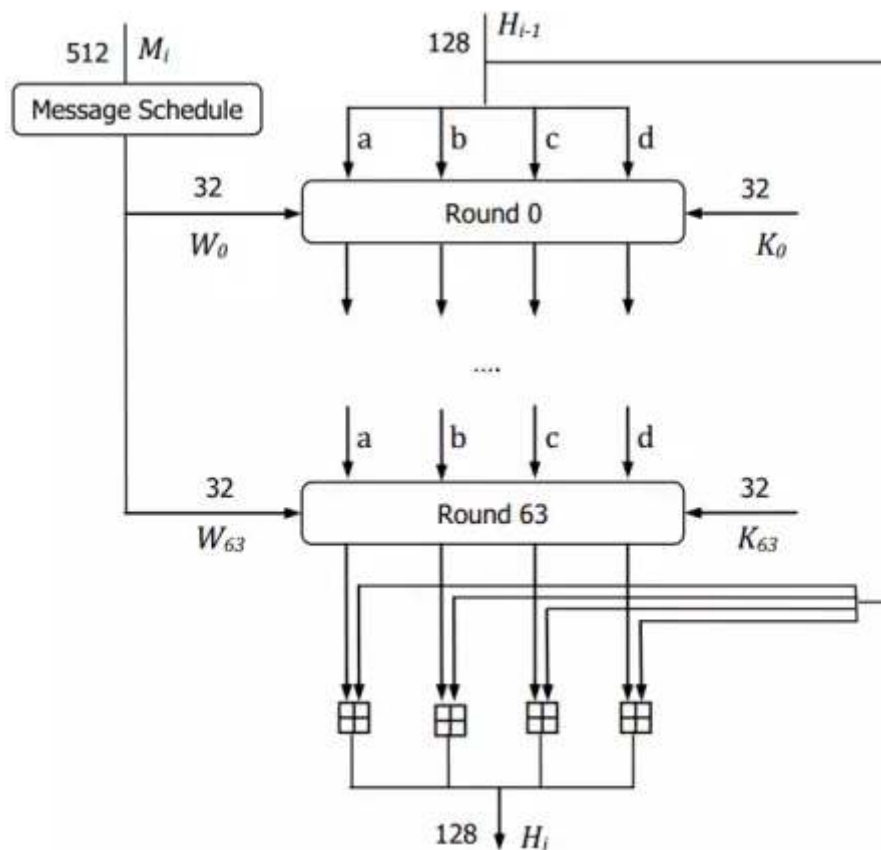 512 Mᵢ
128 Hᵢ₋₁
Message Schedule
a b c d
32
W₀
Round 0
32
K₀
....
a b c d
32
W₆₃
Round 63
32
K₆₃
128 Hᵢ